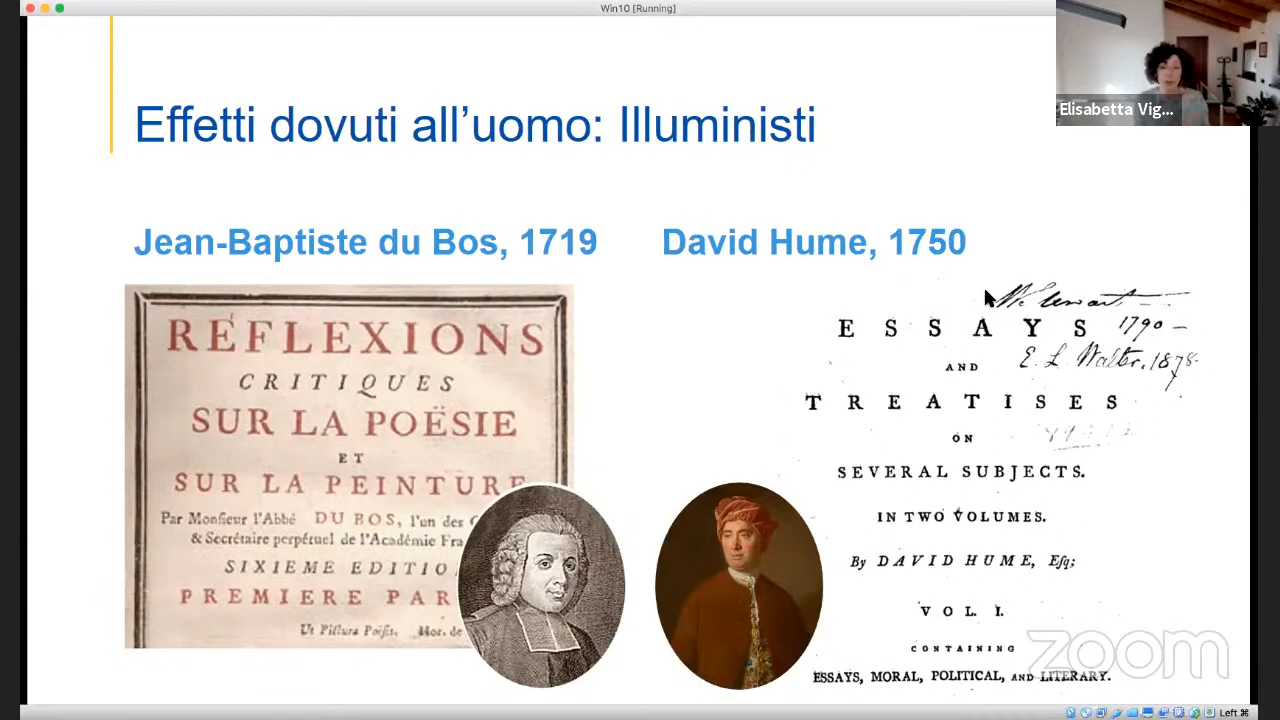 Win10 [Running]
Elisabetta Vig...
Effetti dovuti all’uomo: Illuministi
Jean-Baptiste du Bos, 1719
David Hume, 1750
REFLEXIONS
CRITIQUES
SUR LA POËSIE
ET
SUR LA PEINTURE
Par Monsieur l'Abbé DU BOS, l'un des
& Secrétaire perpétuel de l'Académie Fra
SIXIEME EDITIO
PREMIERE PAR
Ut Pictura Poësis. Hor. de
ESSAYS 1790 -
AND E. L. Walter. 1878.
TREATISES
ON
SEVERAL SUBJECTS.
IN TWO VOLUMES.
By DAVID HUME, Esq;
VOL. I.
CONTAINING
ESSAYS, MORAL, POLITICAL, AND LITERARY.
zoom
Left ⌘